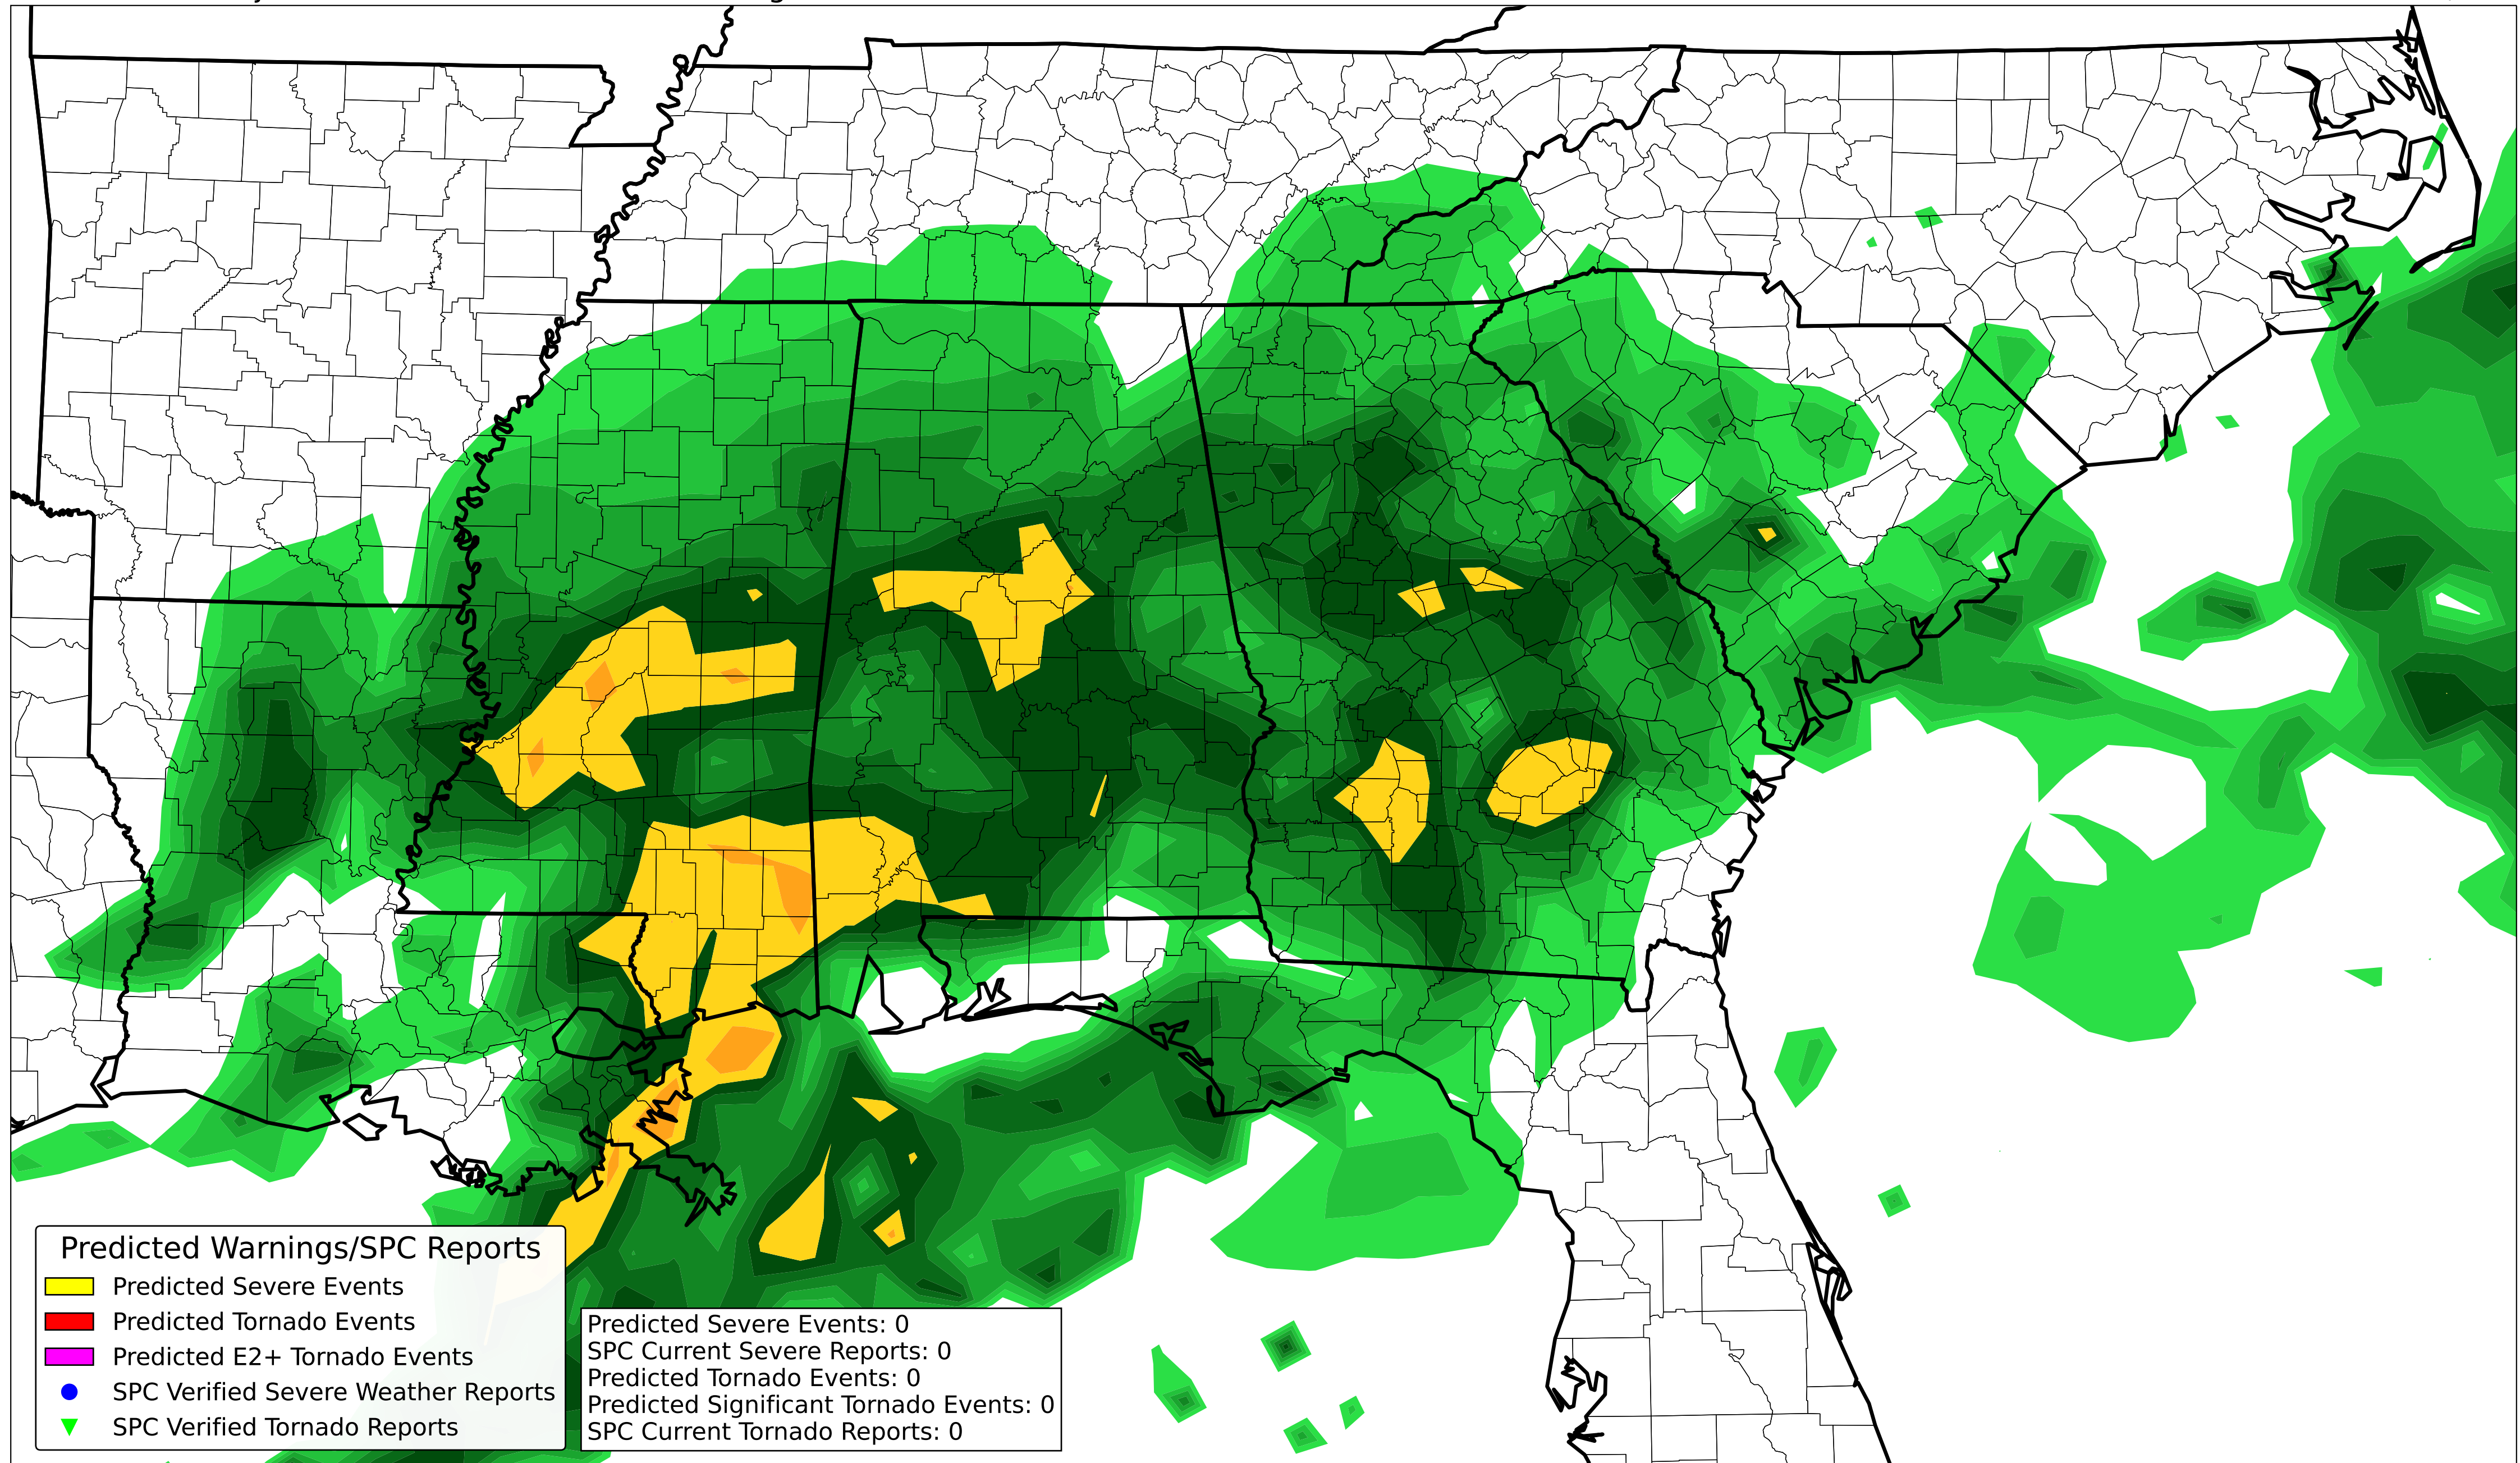 Predicted Warnings/SPC Reports
Predicted Severe Events
Predicted Tornado Events
Predicted E2+ Tornado Events
SPC Verified Severe Weather Reports
SPC Verified Tornado Reports
Predicted Severe Events: 0
SPC Current Severe Reports: 0
Predicted Tornado Events: 0
Predicted Significant Tornado Events: 0
SPC Current Tornado Reports: 0